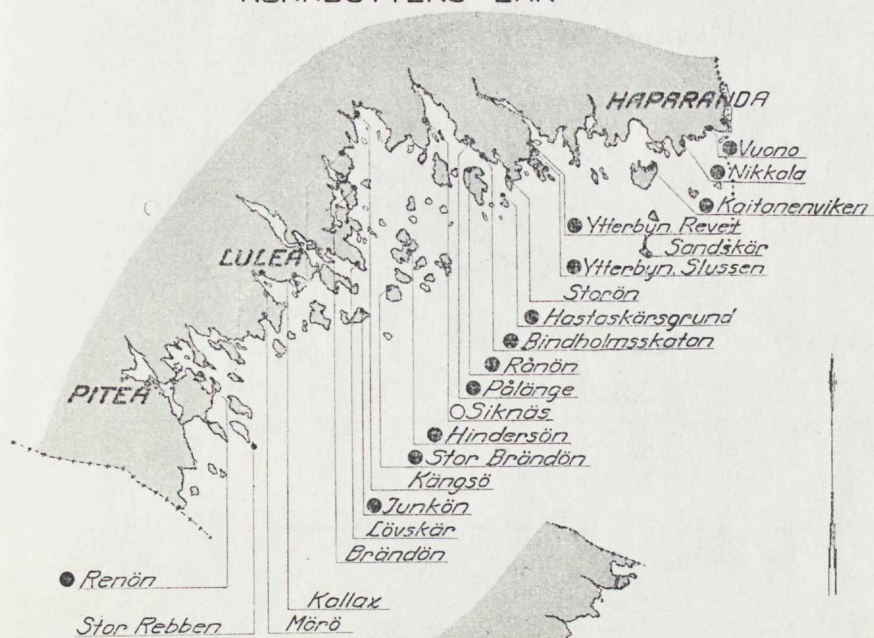 HAPARANDA
Vuono
Nikkala
Kaitanenviken
Ytterbyn, Revet
Sandskär
Ytterbyn, Slussen
LULEÅ
Storön
Hastaskärsgrund
Bindholmsskatan
Rånön
PITEÅ
Pålänge
Siknäs
Hindersön
Stor Brändön
Kängsö
Junkön
Lövskär
Brändön
Renön
Kallax
Stor Rebben
Mörö